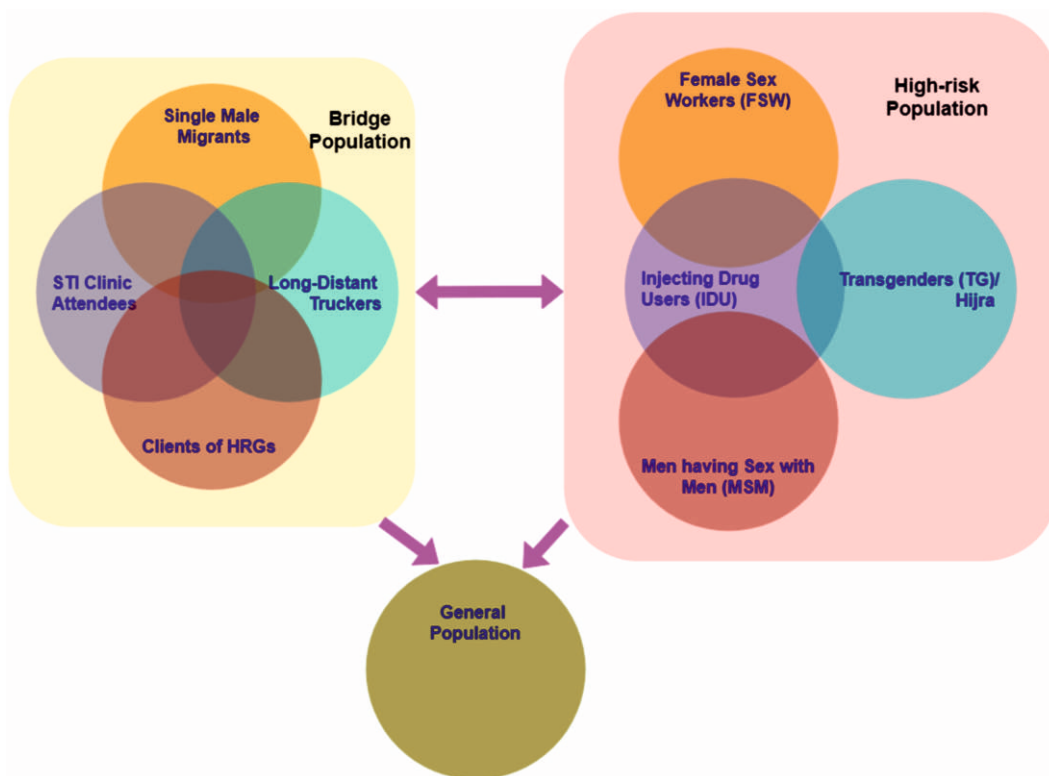 Single Male
Migrants
Bridge
Population
STI Clinic
Attendees
Long-Distant
Truckers
Clients of HRGs
Female Sex
Workers (FSW)
High-risk
Population
Injecting Drug
Users (IDU)
Transgenders (TG)/
Hijra
Men having Sex with
Men (MSM)
General
Population